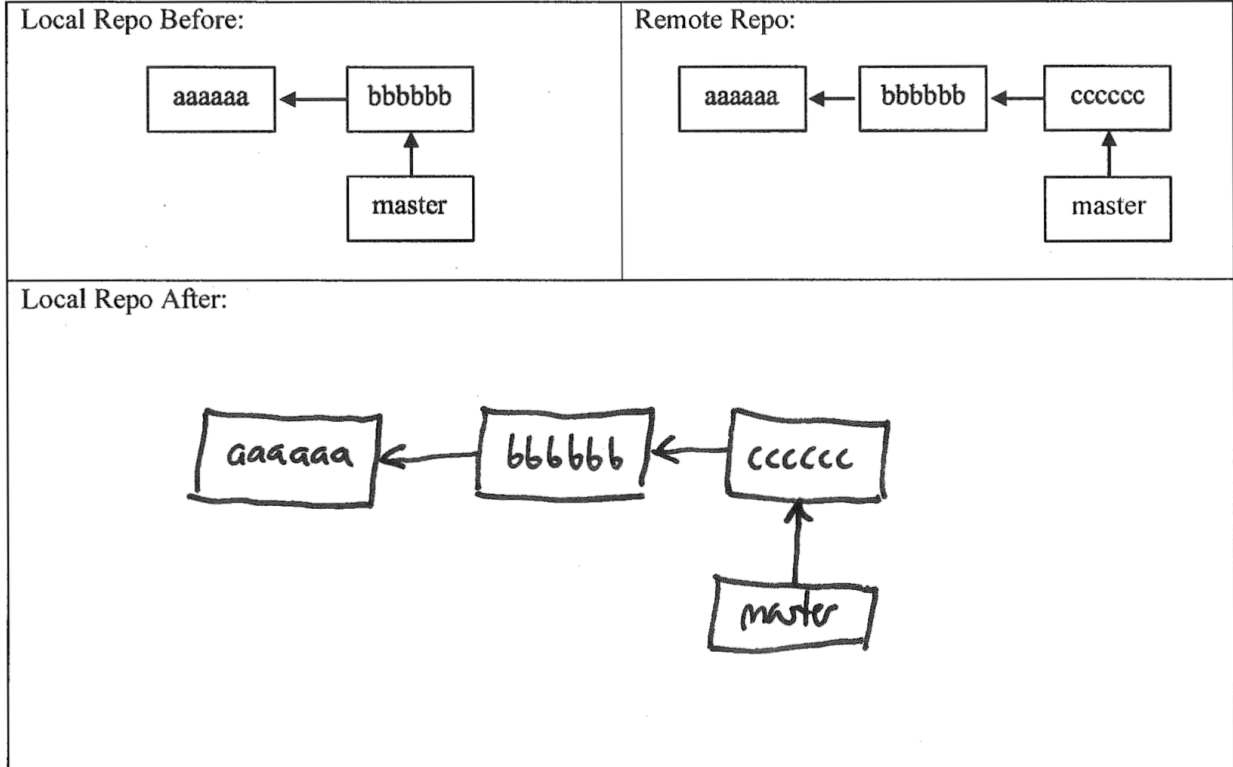 Local Repo Before:
aaaaaa bbbbbb
master
Remote Repo:
aaaaaa bbbbbb cccccc
master
Local Repo After:
aaaaaa bbbbbb cccccc
master